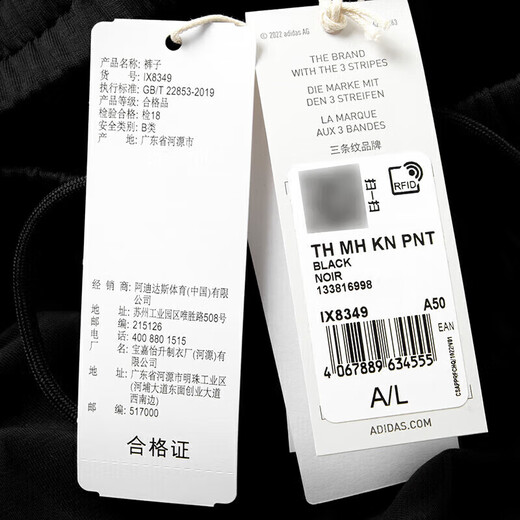 产品名称: 裤子
货　　号: IX8349
执行标准: GB/T 22853-2019
产品等级: 合格品
检验合格: 检18
安全类别: B类
产　　地: 广东省河源市
经 销 商: 阿迪达斯体育(中国)有限公司
地　　址: 苏州工业园区唯胜路508号
邮　　编: 215126
电　　话: 400 880 1515
厂　　名: 宝嘉怡升制衣厂(河源)有限公司
地　　址: 广东省河源市明珠工业区(河埔大道东面创业大道西南边)
邮　　编: 517000
合格证
© 2022 adidas AG
THE BRAND
WITH THE 3 STRIPES
DIE MARKE MIT
DEN 3 STREIFEN
LA MARQUE
AUX 3 BANDES
三条纹品牌
扫一扫
RFID
TH MH KN PNT
BLACK
NOIR
133816998
IX8349 A50
EAN
4 067889 634555
A/L
ADIDAS.COM